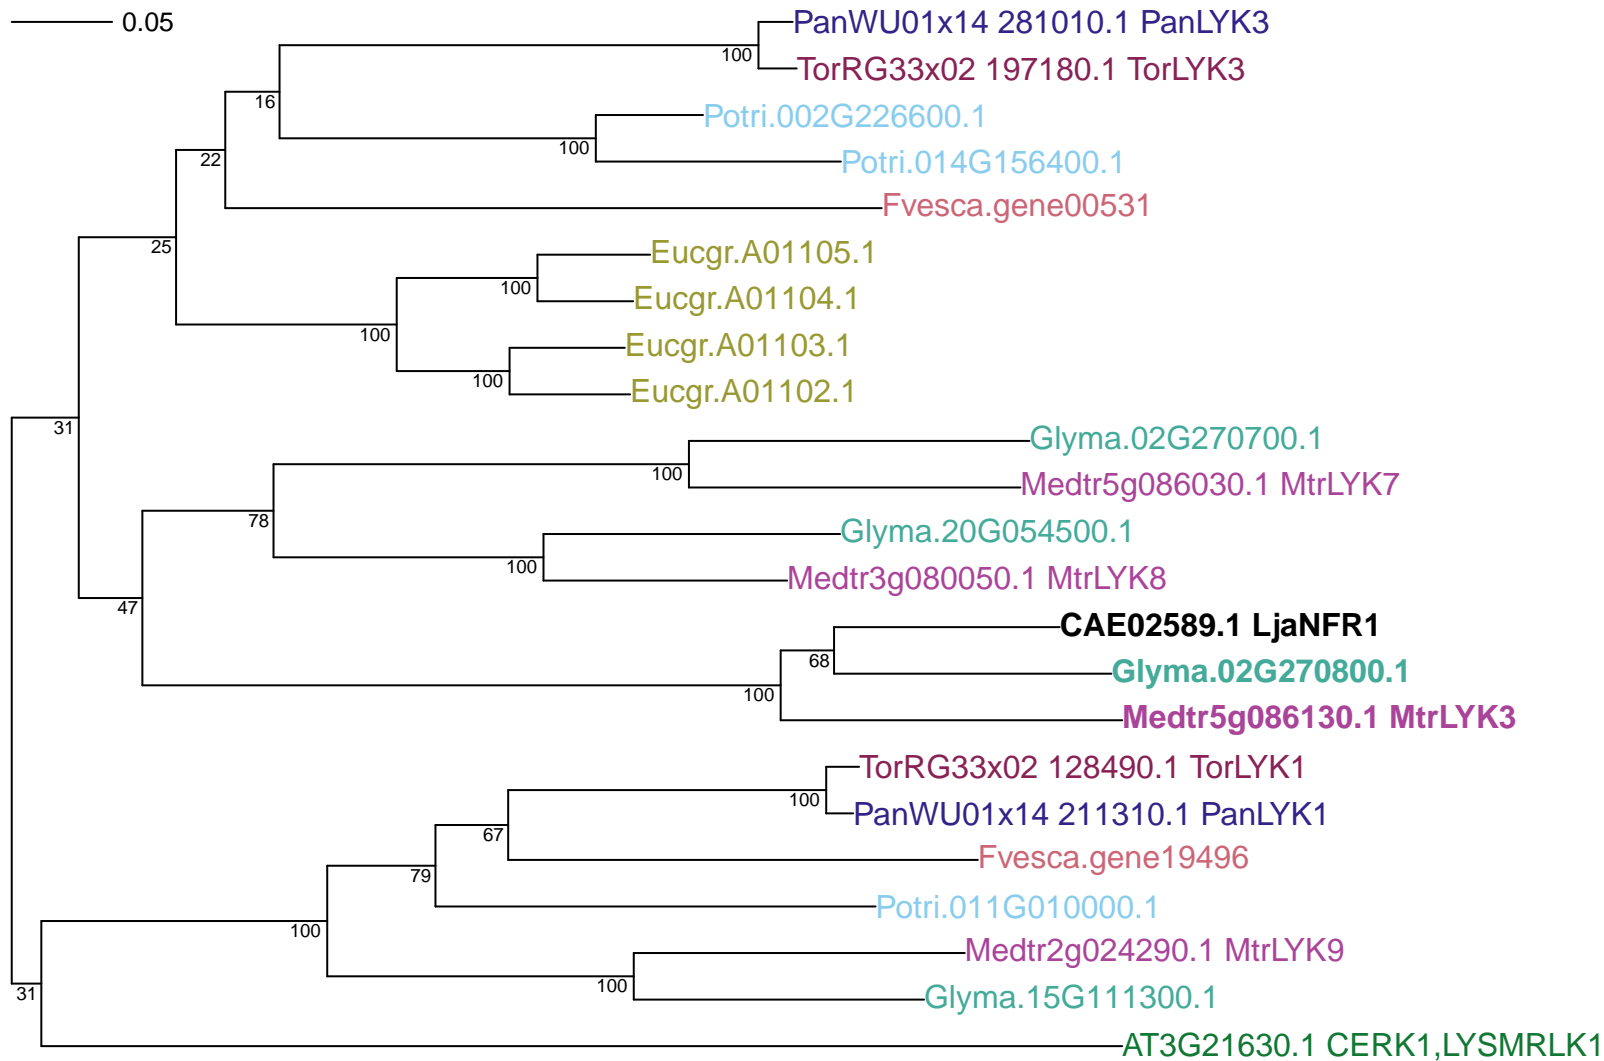 0.05
PanWU01x14 281010.1 PanLYK3
100
TorRG33x02 197180.1 TorLYK3
16
Potri.002G226600.1
100
Potri.014G156400.1
22
Fvesca.gene00531
25
Eucgr.A01105.1
100
Eucgr.A01104.1
100
Eucgr.A01103.1
100
Eucgr.A01102.1
31
Glyma.02G270700.1
100
Medtr5g086030.1 MtrLYK7
78
Glyma.20G054500.1
100
Medtr3g080050.1 MtrLYK8
47
CAE02589.1 LjaNFR1
68
Glyma.02G270800.1
100
Medtr5g086130.1 MtrLYK3
TorRG33x02 128490.1 TorLYK1
100
PanWU01x14 211310.1 PanLYK1
67
Fvesca.gene19496
79
Potri.011G010000.1
100
Medtr2g024290.1 MtrLYK9
100
Glyma.15G111300.1
31
AT3G21630.1 CERK1,LYSMRLK1